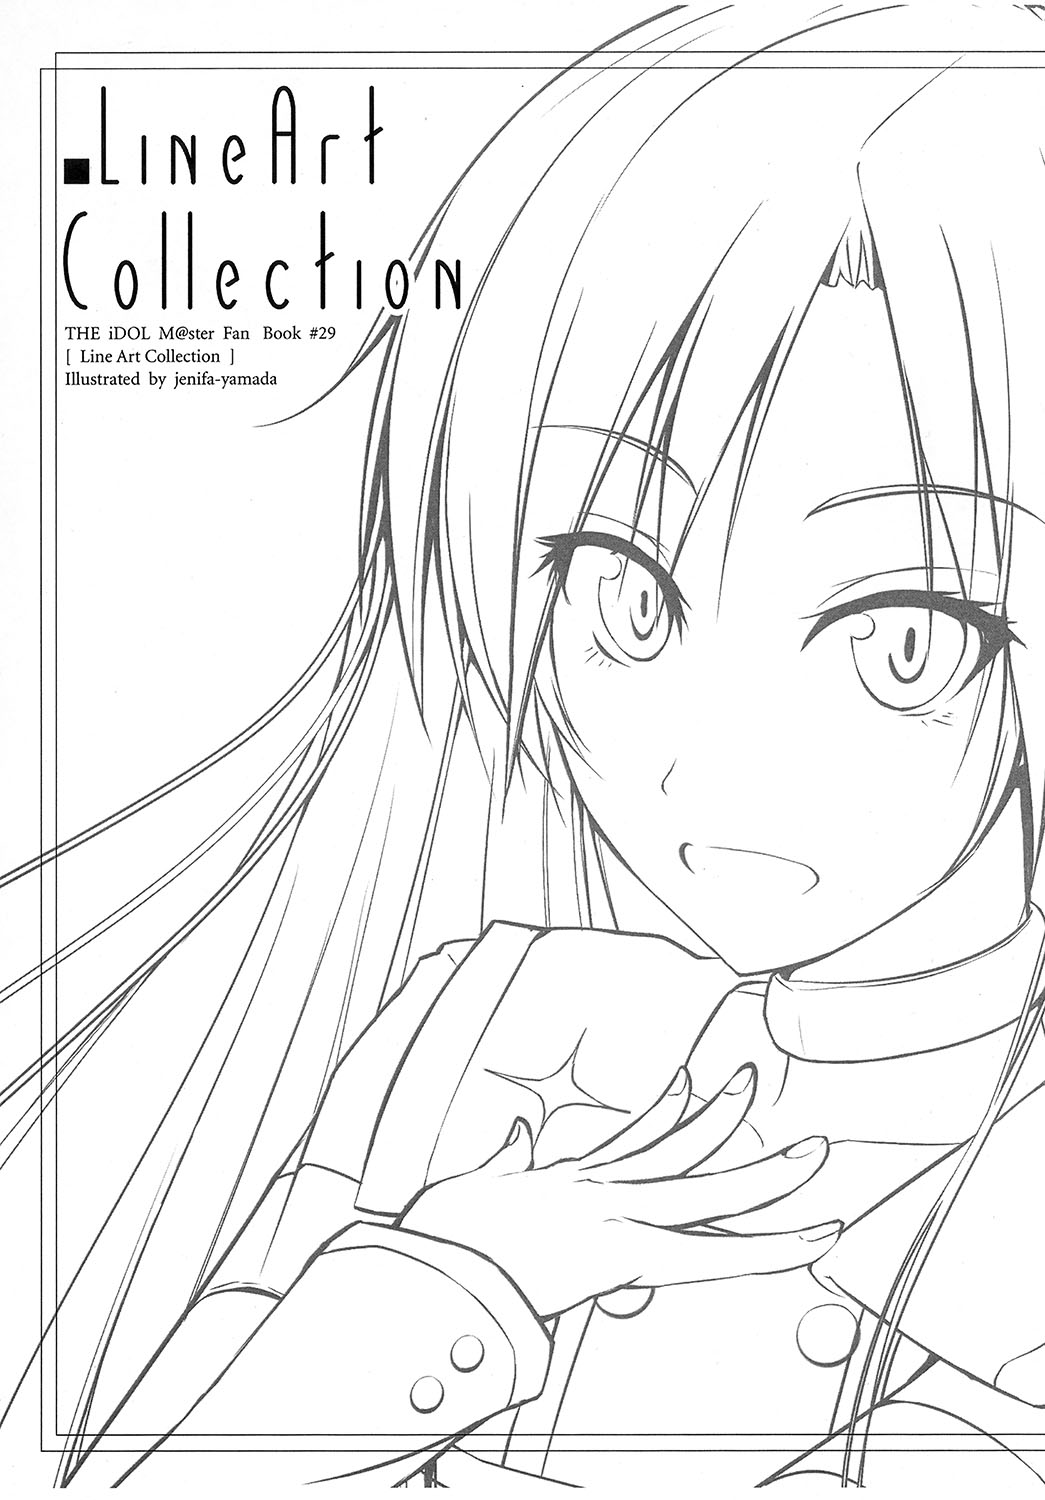 ■LineArt
Collection
THE iDOL M@ster Fan Book #29
[ Line Art Collection ]
Illustrated by jenifa-yamada